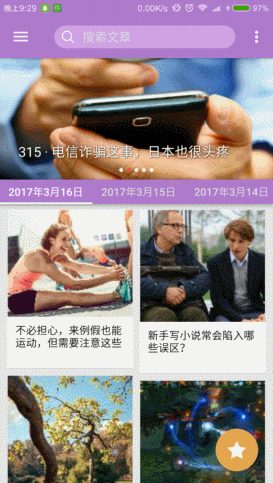 晚上9:29
0.00K/s
97%
搜索文章
315 · 电信诈骗这事，日本也很头疼
2017年3月16日 2017年3月15日 2017年3月14日
不必担心，来例假也能
运动，但需要注意这些
新手写小说常会陷入哪
些误区？